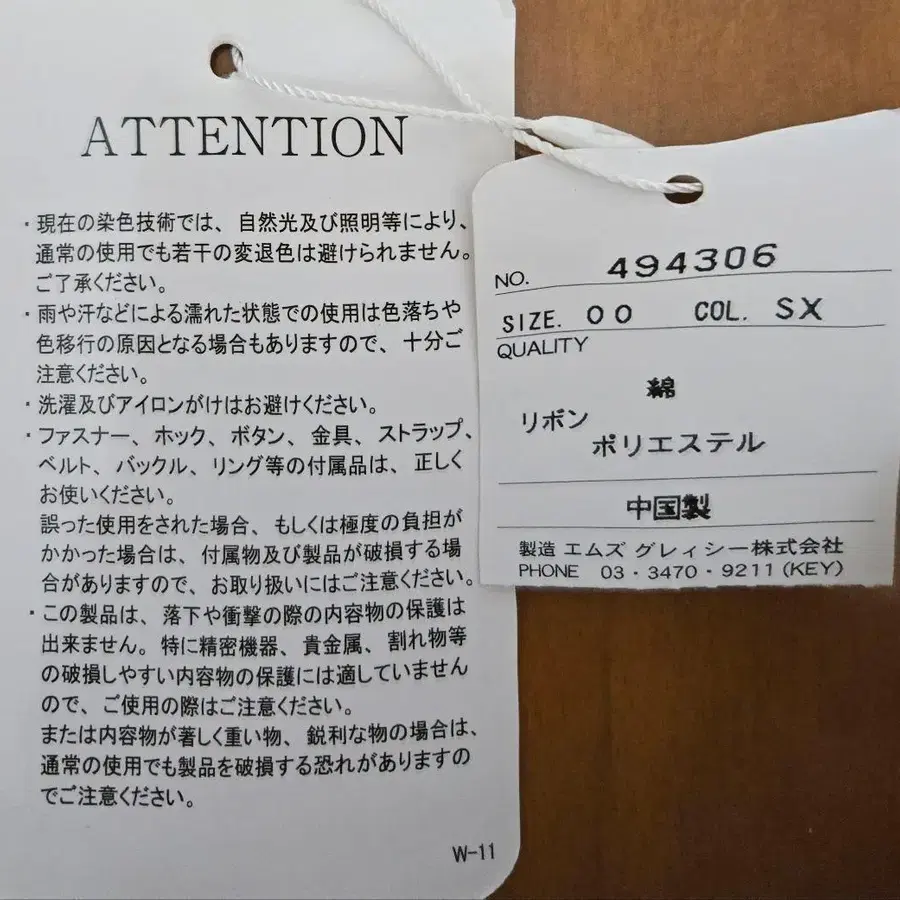 ATTENTION
・現在の染色技術では、自然光及び照明等により、
通常の使用でも若干の変退色は避けられません。
ご了承ください。
・雨や汗などによる濡れた状態での使用は色落ちや
色移行の原因となる場合もありますので、十分ご
注意ください。
・洗濯及びアイロンがけはお避けください。
・ファスナー、ホック、ボタン、金具、ストラップ、
ベルト、バックル、リング等の付属品は、正しく
お使いください。
誤った使用をされた場合、もしくは極度の負担が
かかった場合は、付属物及び製品が破損する場
合がありますので、お取り扱いにはご注意ください。
・この製品は、落下や衝撃の際の内容物の保護は
出来ません。特に精密機器、貴金属、割れ物等
の破損しやすい内容物の保護には適していません
ので、ご使用の際はご注意ください。
または内容物が著しく重い物、鋭利な物の場合は、
通常の使用でも製品を破損する恐れがありますの
でご注意ください。
W-11
NO. 494306
SIZE. 00 COL. SX
QUALITY
綿
リボン
ポリエステル
中国製
製造 エムズ グレィシー株式会社
PHONE 03・3470・9211(KEY)